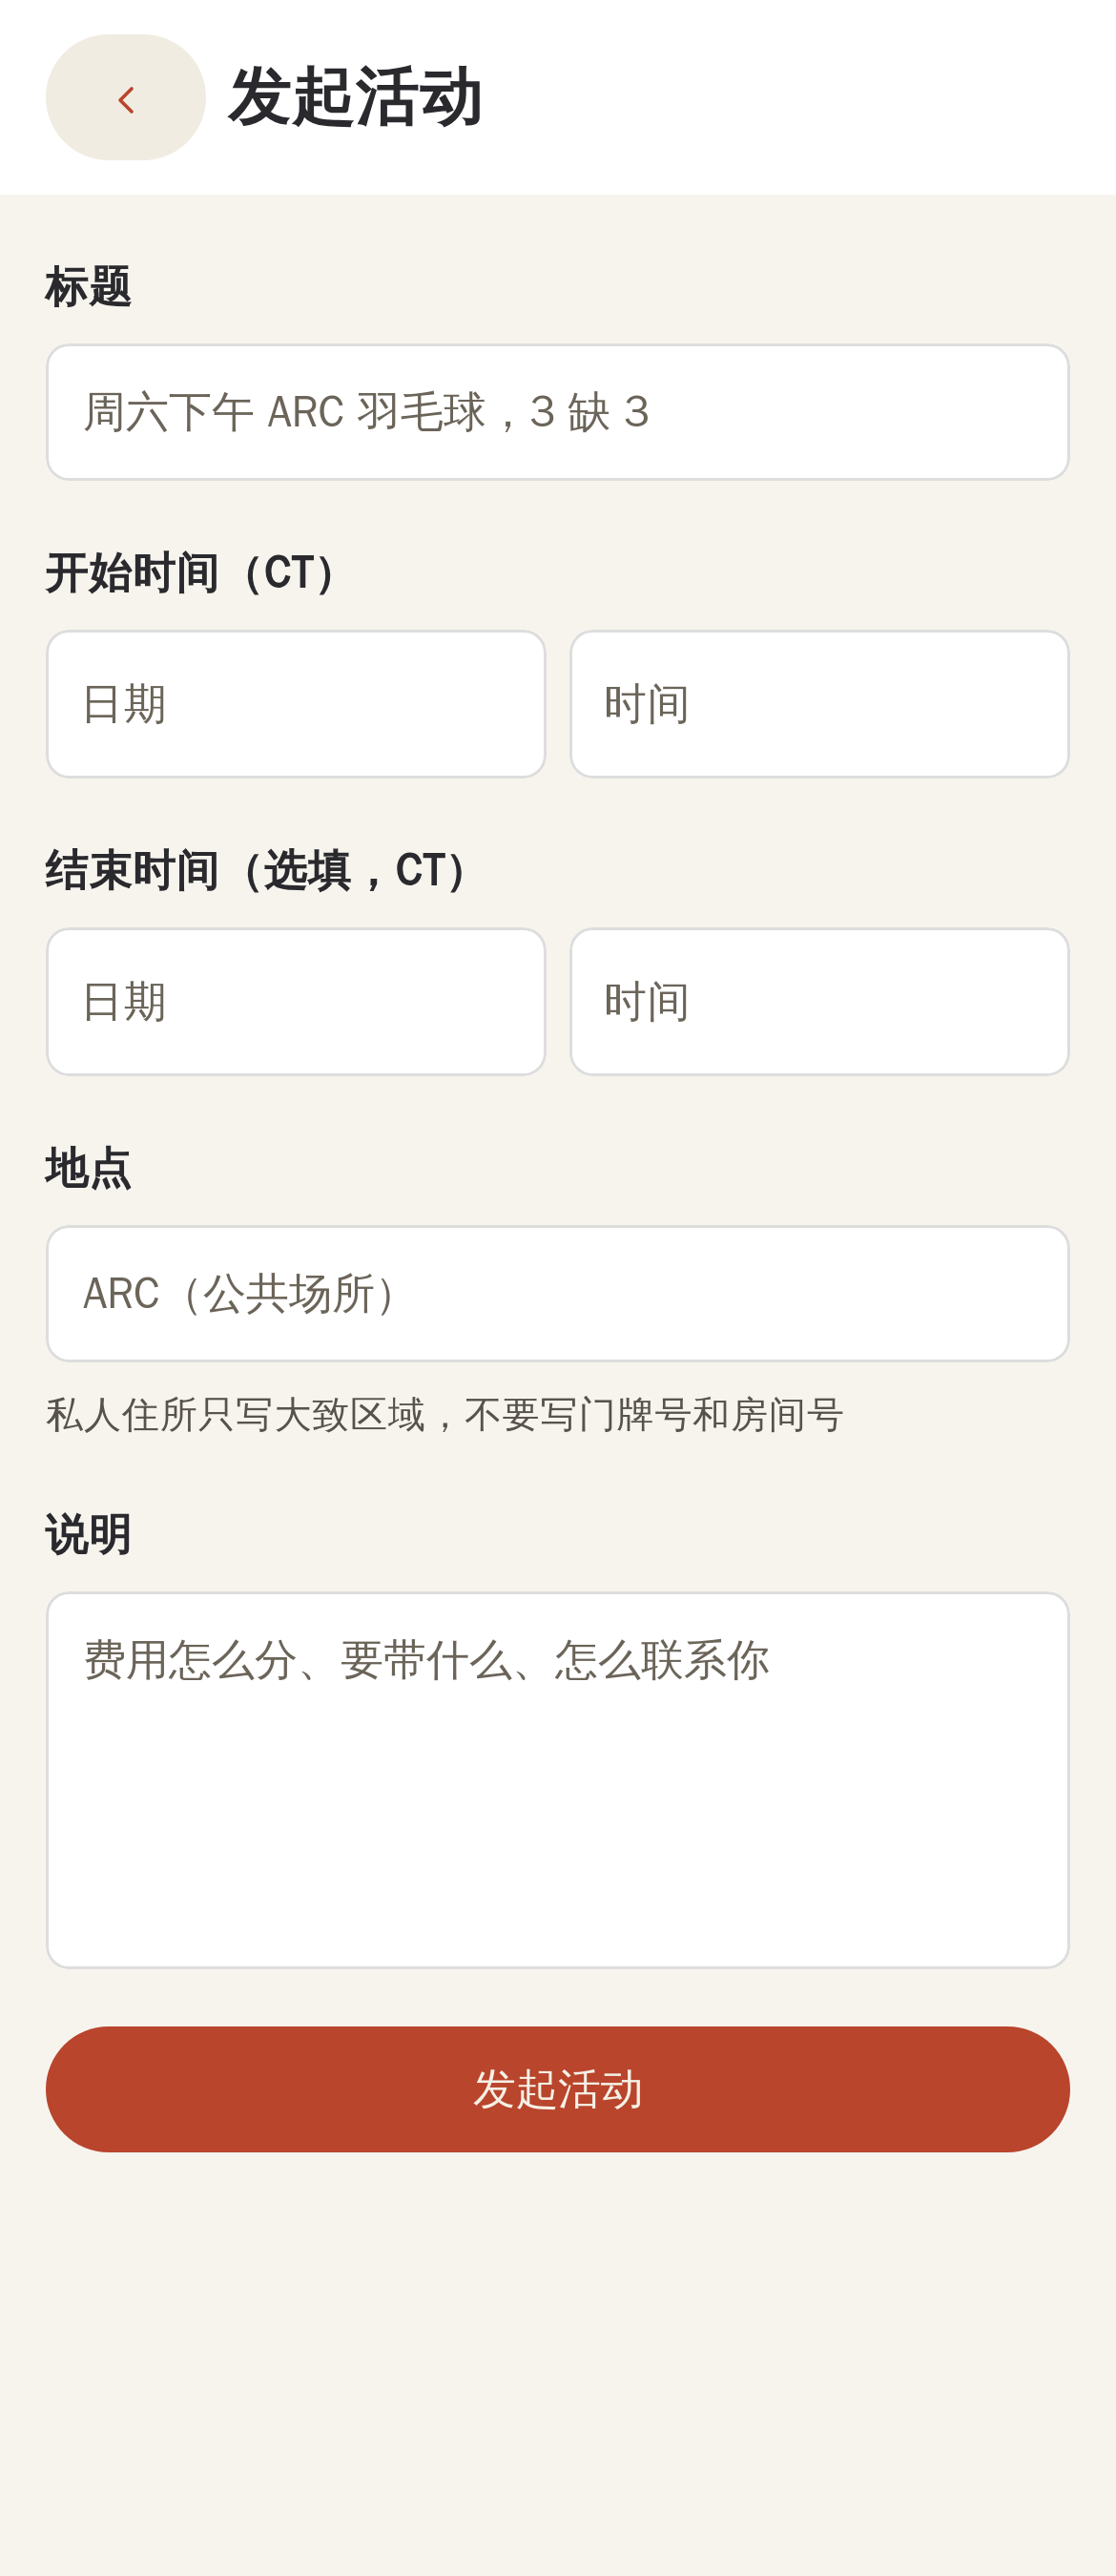 发起活动
标题
周六下午 ARC 羽毛球，3 缺 3
开始时间（CT）
日期
时间
结束时间（选填，CT）
日期
时间
地点
ARC（公共场所）
私人住所只写大致区域，不要写门牌号和房间号
说明
费用怎么分、要带什么、怎么联系你
发起活动